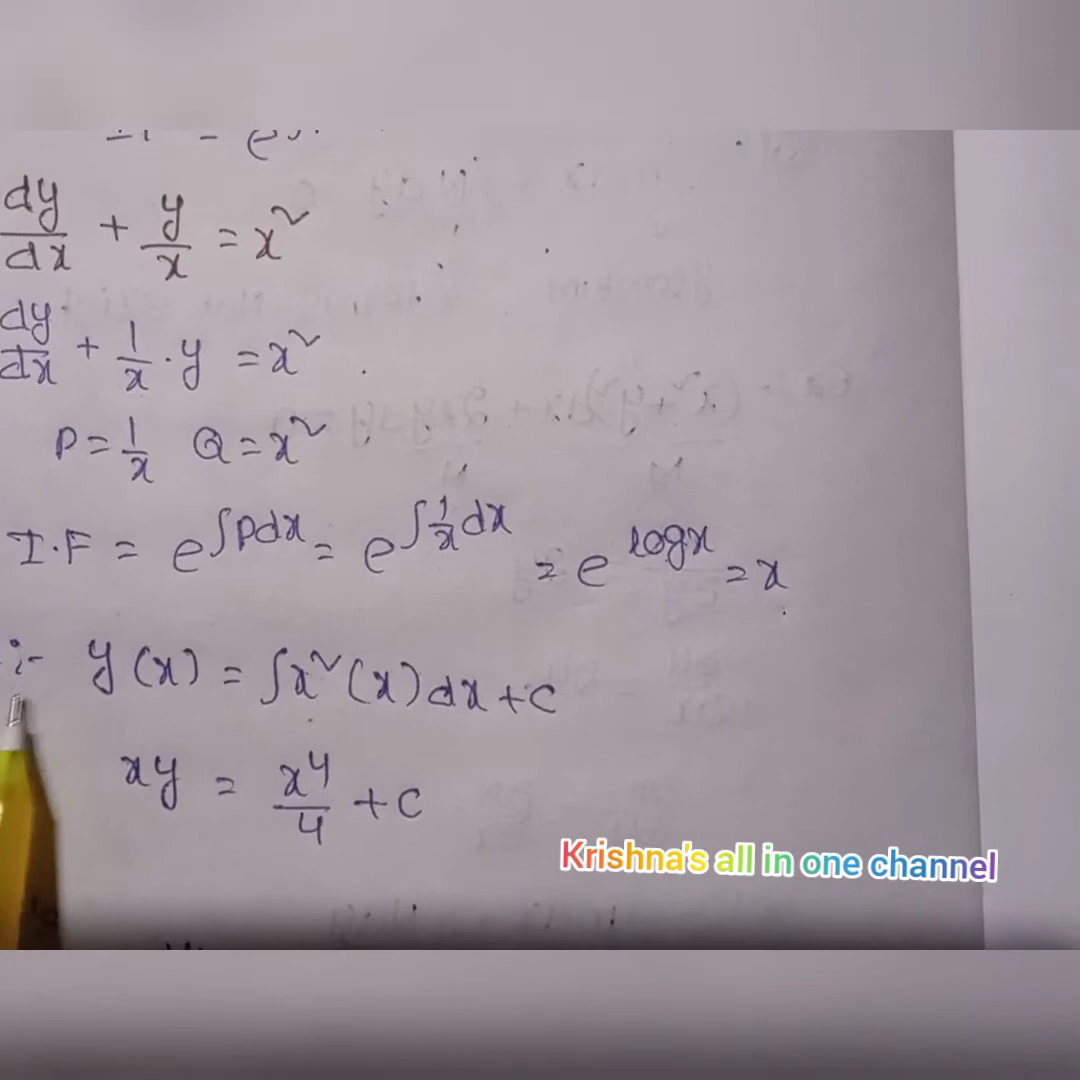 dy/dx + y/x = x²
dy/dx + 1/x · y = x²
P = 1/x Q = x²
I.F = e^∫Pdx = e^∫1/x dx = e^logx = x
:- y(x) = ∫x²(x)dx + c
xy = x⁴/4 + c
Krishna's all in one channel